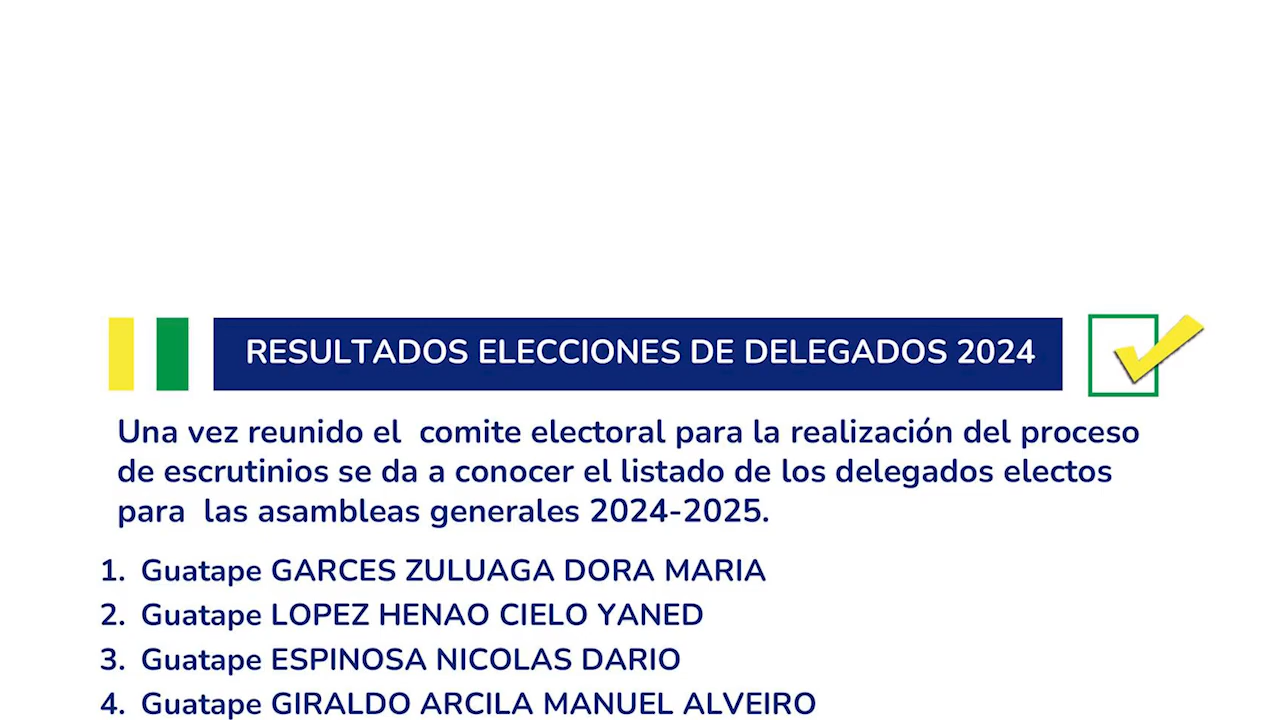 RESULTADOS ELECCIONES DE DELEGADOS 2024
Una vez reunido el comite electoral para la realización del proceso
de escrutinios se da a conocer el listado de los delegados electos
para las asambleas generales 2024-2025.
1. Guatape GARCES ZULUAGA DORA MARIA
2. Guatape LOPEZ HENAO CIELO YANED
3. Guatape ESPINOSA NICOLAS DARIO
4. Guatape GIRALDO ARCILA MANUEL ALVEIRO